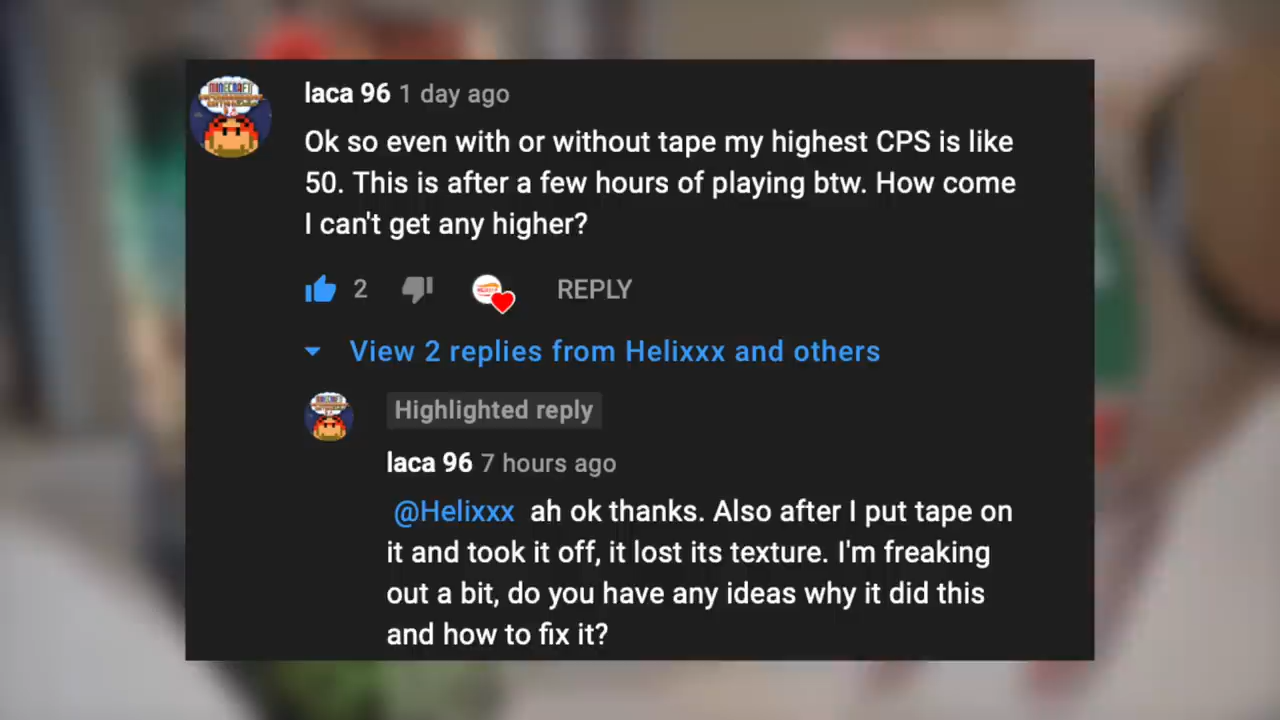 laca 96 1 day ago
Ok so even with or without tape my highest CPS is like
50. This is after a few hours of playing btw. How come
I can't get any higher?
2 REPLY
View 2 replies from Helixxx and others
Highlighted reply
laca 96 7 hours ago
@Helixxx ah ok thanks. Also after I put tape on
it and took it off, it lost its texture. I'm freaking
out a bit, do you have any ideas why it did this
and how to fix it?